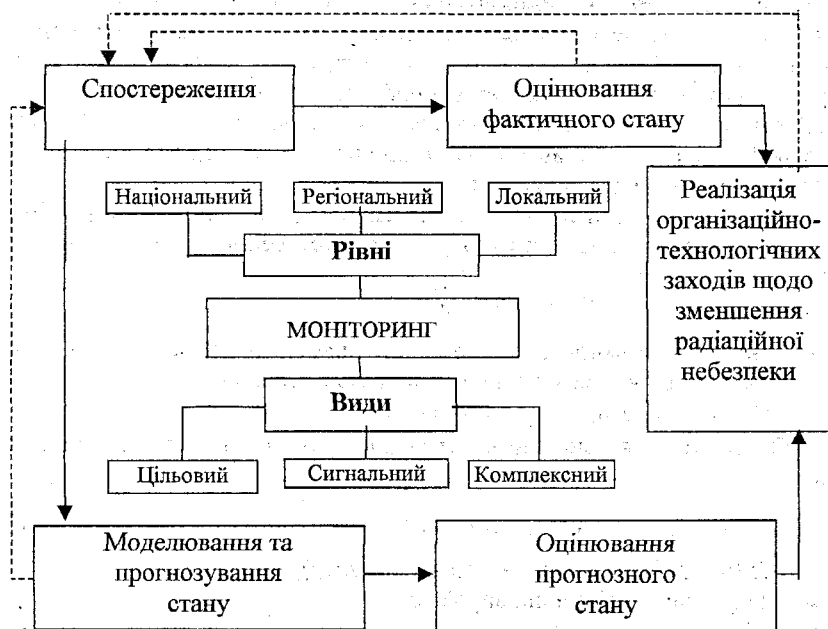 Спостереження
Оцінювання
фактичного стану
Національний
Регіональний
Локальний
Рівні
МОНІТОРИНГ
Види
Цільовий
Сигнальний
Комплексний
Реалізація
організаційно-
технологічних
заходів щодо
зменшення
радіаційної
небезпеки
Моделювання та
прогнозування
стану
Оцінювання
прогнозного
стану